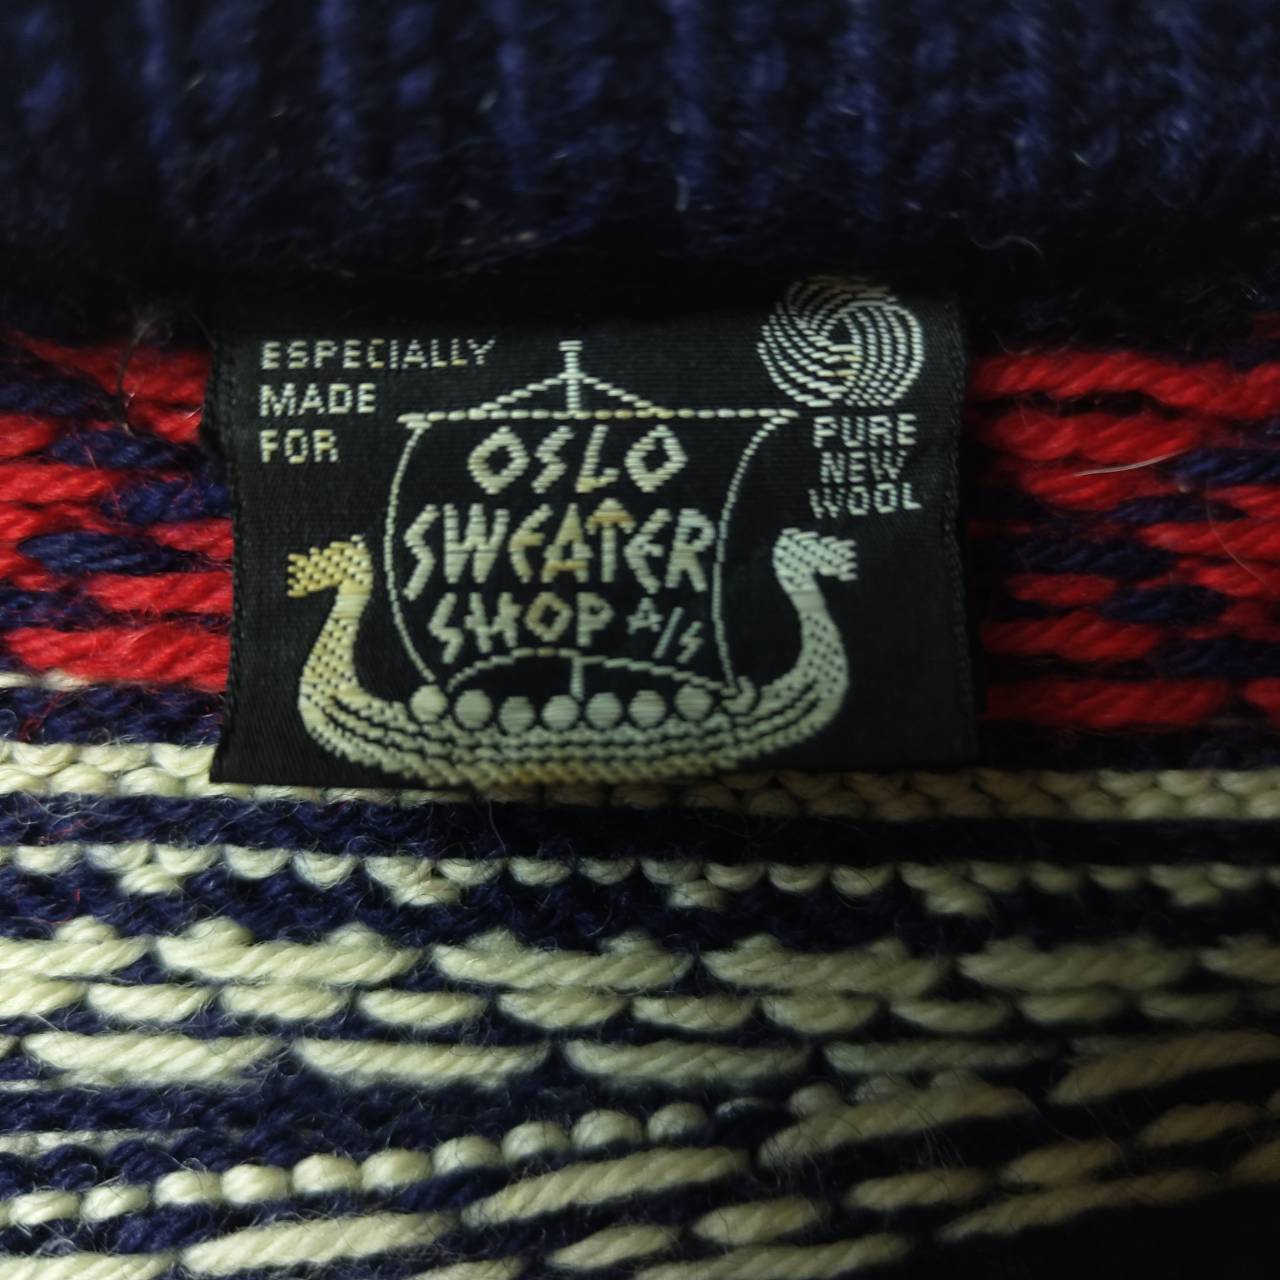 ESPECIALLY
MADE
FOR
OSLO
SWEATER
SHOP A/S
PURE
NEW
WOOL